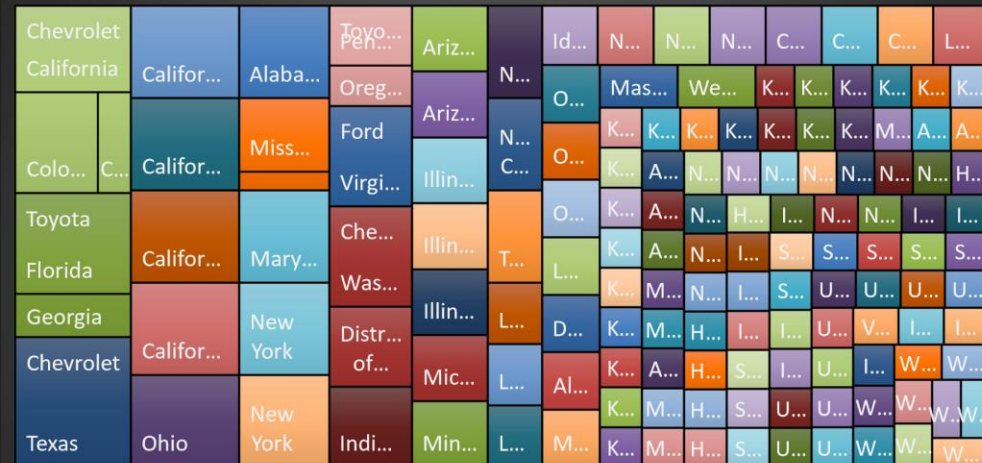 Chevrolet
California
Colo...
C...
Toyota
Florida
Georgia
Chevrolet
Texas
Califor...
Califor...
Califor...
Califor...
Ohio
Alaba...
Miss...
Mary...
New
York
New
York
Toyo...
Pen...
Oreg...
Ford
Virgi...
Che...
Was...
Distr...
of...
Indi...
Ariz...
Ariz...
Illin...
Illin...
Illin...
Mic...
Min...
N...
N...
C...
T...
L...
L...
L...
Id...
O...
O...
O...
L...
D...
Al...
M...
N... N... N... C... C... C... L...
Mas... We... K... K... K... K... K... K...
K... K... K... K... K... K... K... M... A... A...
K... A... N... N... N... N... N... N... N... H...
K... A... N... H... I... N... N... I... I...
K... A... N... I... S... S... S... S... S...
K... M... N... I... S... U... U... U... U...
K... M... H... I... I... U... V... I... I...
K... A... H... S... I... U... I... W... W...
K... M... H... S... U... U... W... W... W... W...
K... M... H... S... U... U... W... W... W...